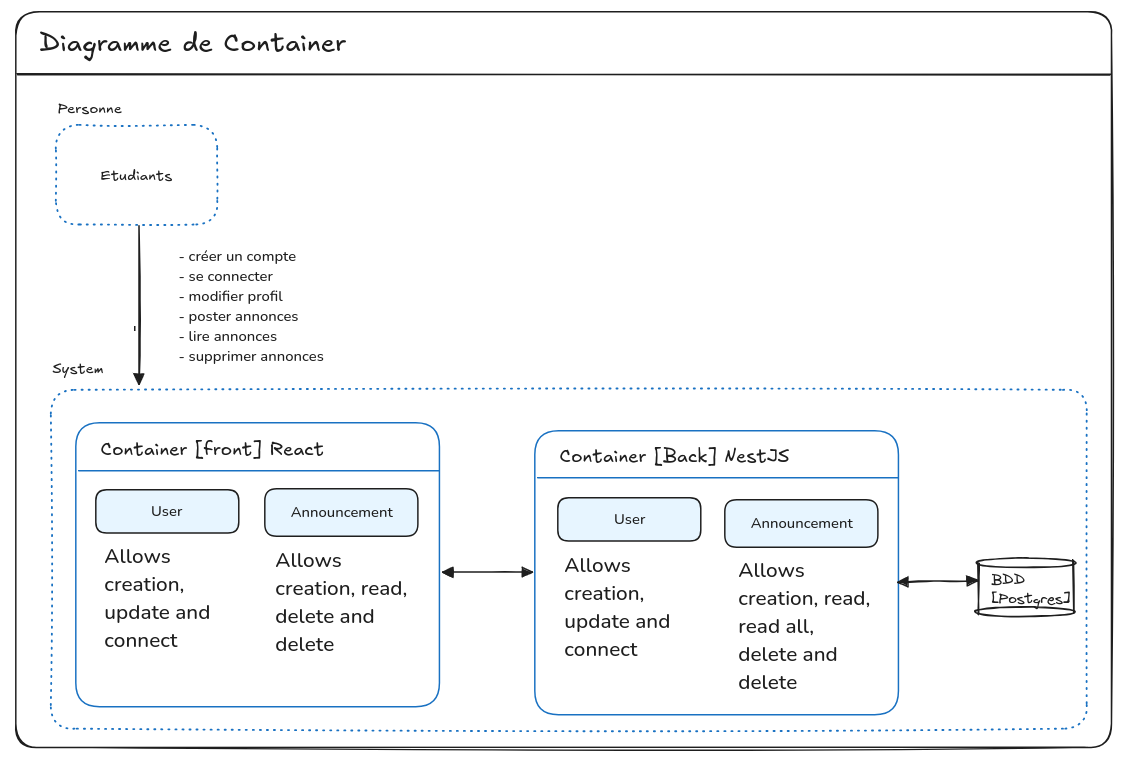 Diagramme de Container
Personne
Etudiants
- créer un compte
- se connecter
- modifier profil
- poster annonces
- lire annonces
- supprimer annonces
System
Container [front] React
User
Announcement
Allows
creation,
update and
connect
Allows
creation, read,
delete and
delete
Container [Back] NestJS
User
Announcement
Allows
creation,
update and
connect
Allows
creation, read,
read all,
delete and
delete
BDD
[Postgres]